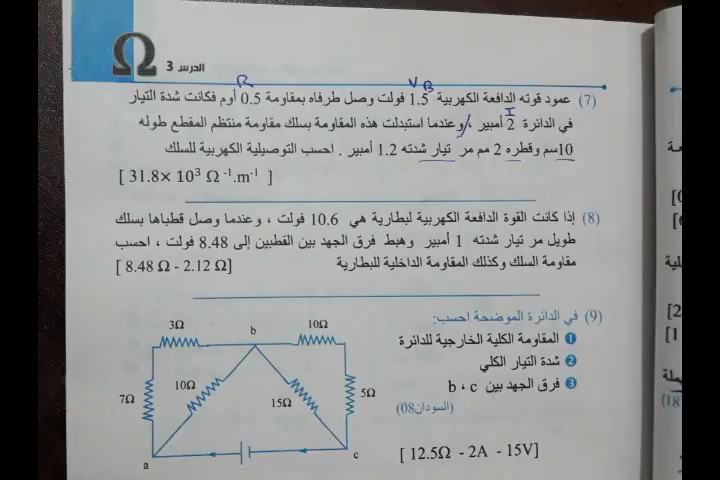 Ω الدرس 3
R V B
(7) عمود قوته الدافعة الكهربية 1.5 فولت وصل طرفاه بمقاومة 0.5 أوم فكانت شدة التيار
I
في الدائرة 2 أمبير ، وعندما استبدلت هذه المقاومة بسلك مقاومة منتظم المقطع طوله
10سم وقطره 2 مم مر تيار شدته 1.2 أمبير . احسب التوصيلية الكهربية للسلك
[ 31.8× 10³ Ω ⁻¹.m⁻¹ ]
(8) إذا كانت القوة الدافعة الكهربية لبطارية هي 10.6 فولت ، وعندما وصل قطباها بسلك
طويل مر تيار شدته 1 أمبير وهبط فرق الجهد بين القطبين إلى 8.48 فولت ، احسب
مقاومة السلك وكذلك المقاومة الداخلية للبطارية [ 8.48 Ω - 2.12 Ω]
(9) في الدائرة الموضحة احسب:
❶ المقاومة الكلية الخارجية للدائرة
❷ شدة التيار الكلي
❸ فرق الجهد بين b ، c
(السودان08)
[ 12.5Ω - 2A - 15V]
3Ω b 10Ω
7Ω 10Ω 15Ω 5Ω
a c